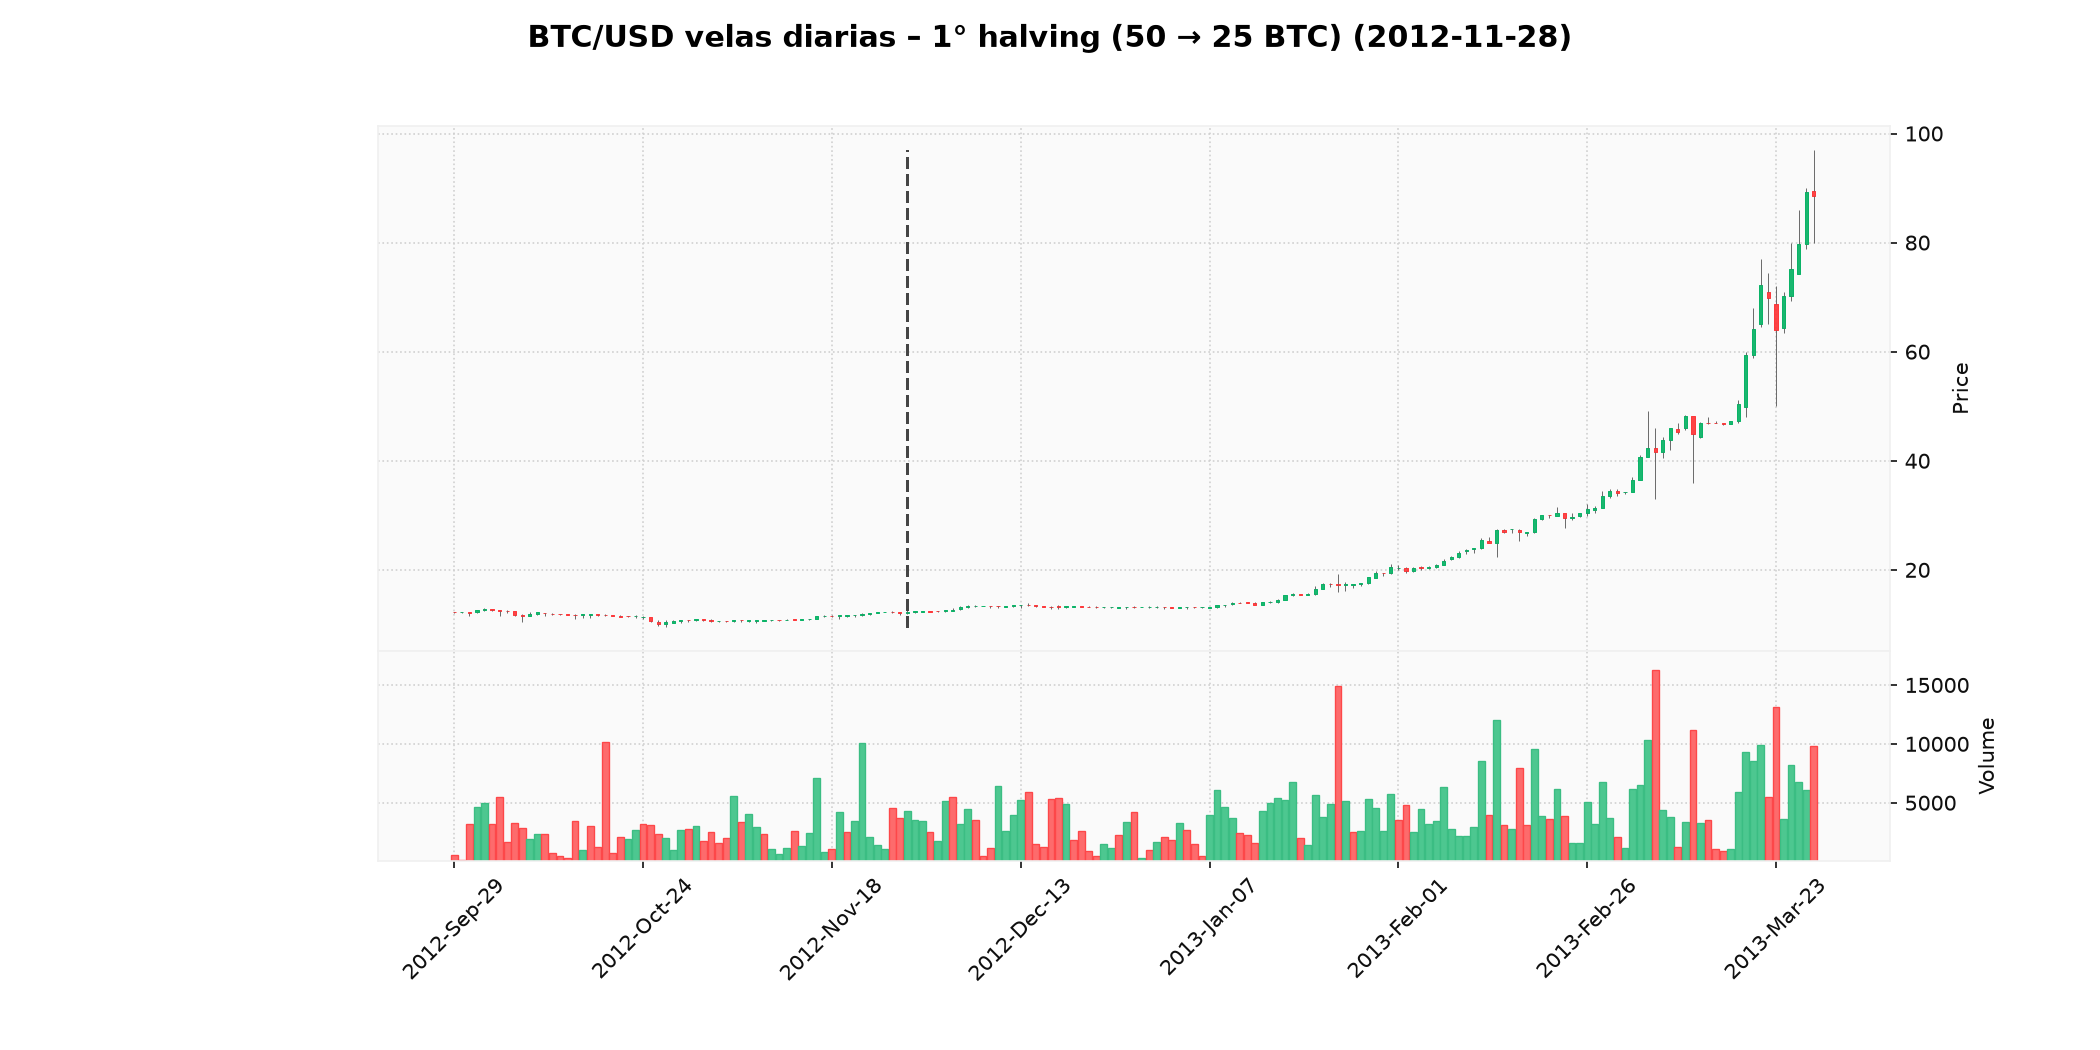 BTC/USD velas diarias – 1° halving (50 → 25 BTC) (2012-11-28)
100
80
60
40
20
Price
15000
10000
5000
Volume
2012-Sep-29
2012-Oct-24
2012-Nov-18
2012-Dec-13
2013-Jan-07
2013-Feb-01
2013-Feb-26
2013-Mar-23